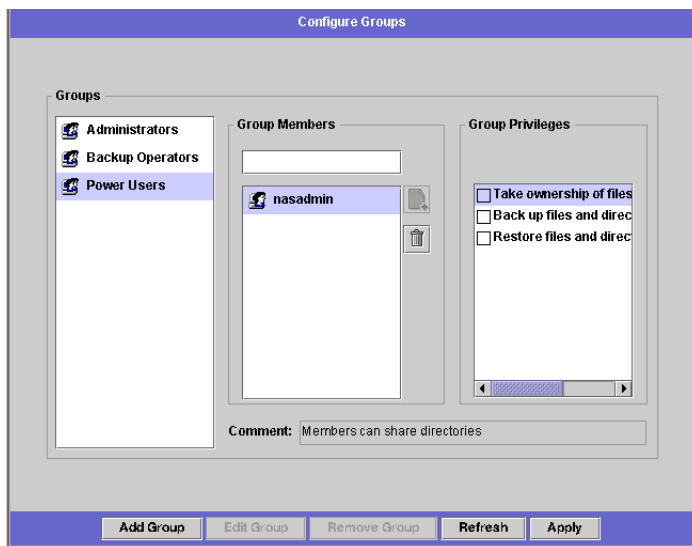 Configure Groups
Groups
Administrators
Backup Operators
Power Users
Group Members
nasadmin
Group Privileges
Take ownership of files
Back up files and direc
Restore files and direc
Comment: Members can share directories
Add Group Edit Group Remove Group Refresh Apply